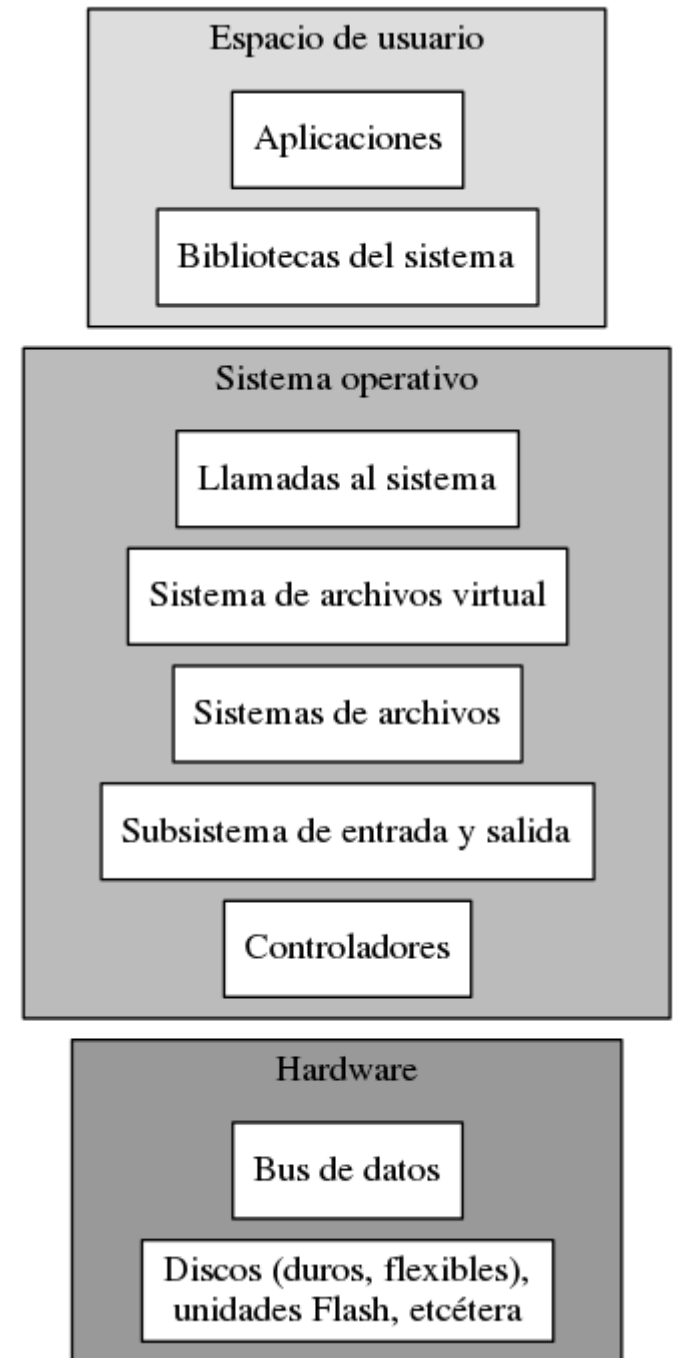 Espacio de usuario
Aplicaciones
Bibliotecas del sistema
Sistema operativo
Llamadas al sistema
Sistema de archivos virtual
Sistemas de archivos
Subsistema de entrada y salida
Controladores
Hardware
Bus de datos
Discos (duros, flexibles),
unidades Flash, etcétera